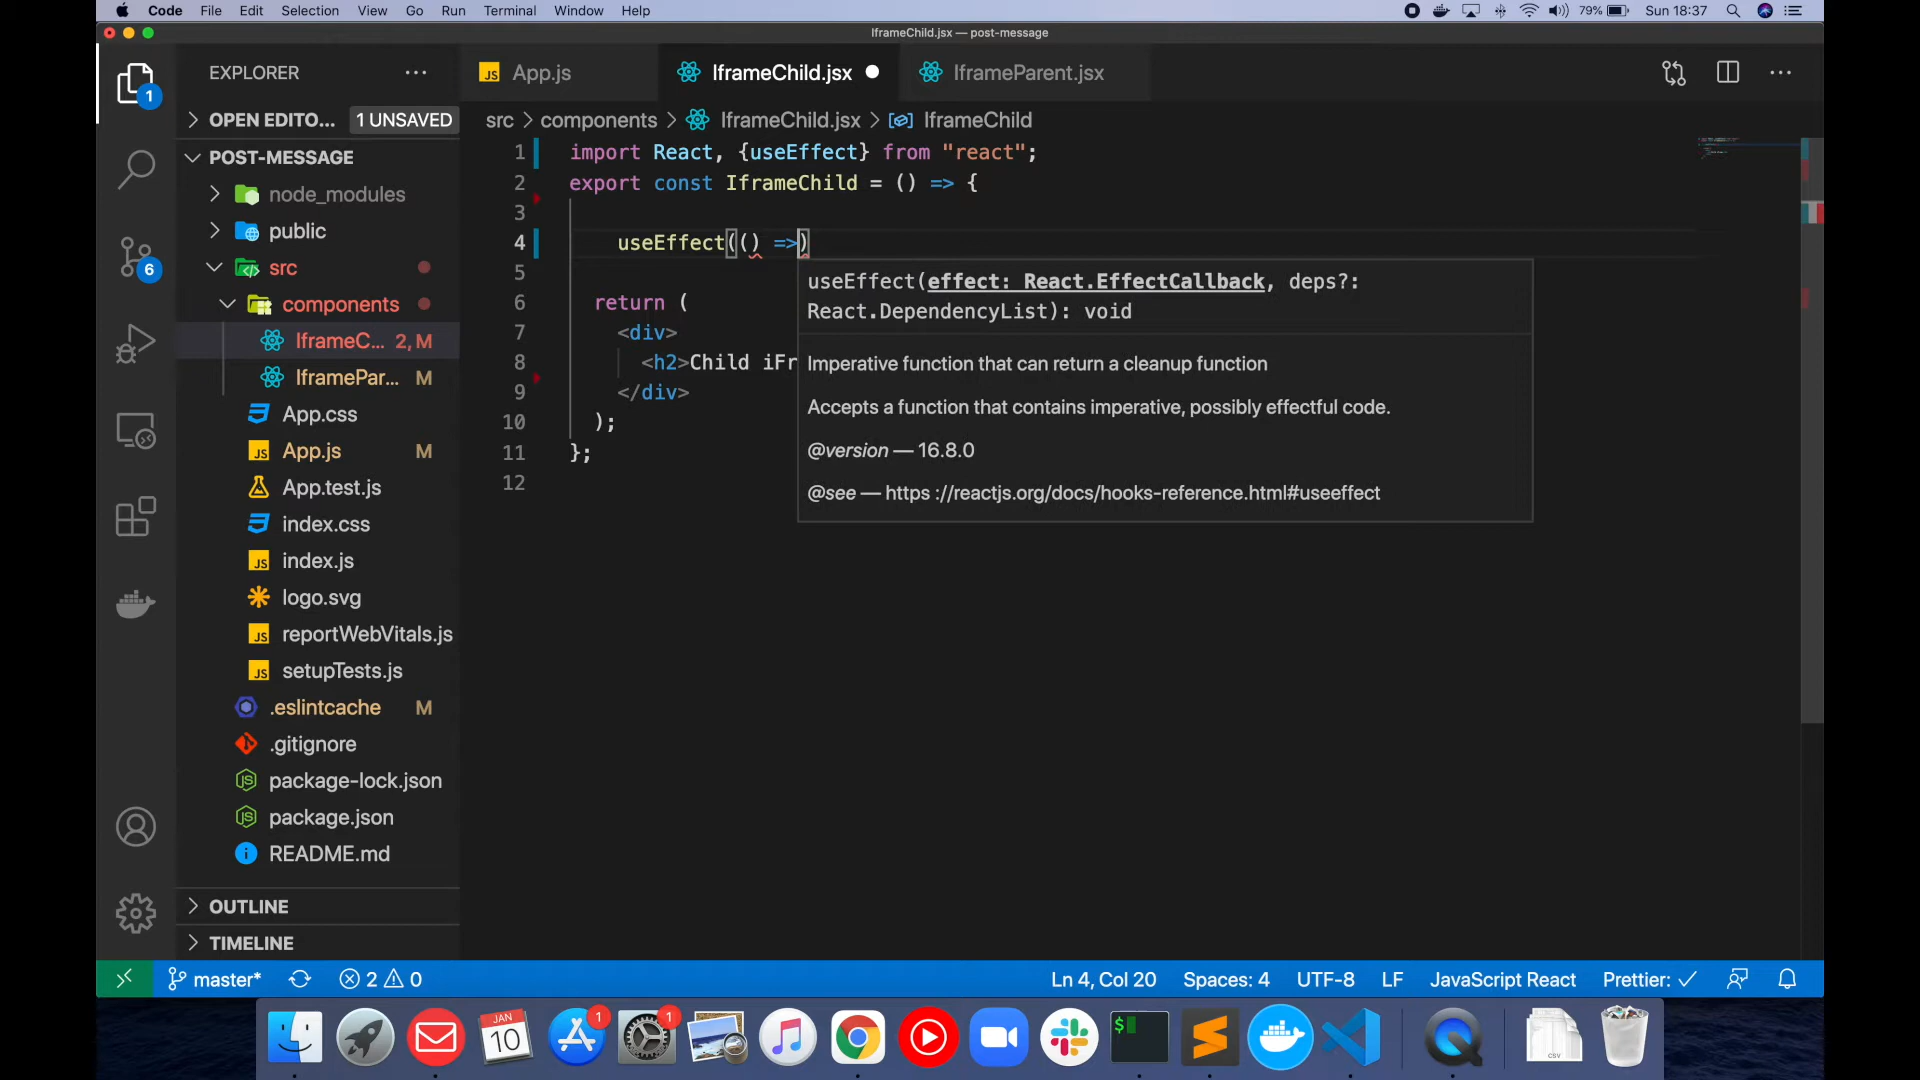 Code File Edit Selection View Go Run Terminal Window Help 79% Sun 18:37
IframeChild.jsx — post-message
EXPLORER
App.js
IframeChild.jsx
IframeParent.jsx
OPEN EDITO...
1 UNSAVED
src > components > IframeChild.jsx > IframeChild
POST-MESSAGE
node_modules
public
src
components
IframeC... 2, M
IframePar... M
App.css
App.js M
App.test.js
index.css
index.js
logo.svg
reportWebVitals.js
setupTests.js
.eslintcache M
.gitignore
package-lock.json
package.json
README.md
OUTLINE
TIMELINE
1
6
1 import React, {useEffect} from "react";
2 export const IframeChild = () => {
3
4 useEffect(() =>)
5
6 return (
7 <div>
8 <h2>Child iFr
9 </div>
10 );
11 };
12
useEffect(effect: React.EffectCallback, deps?:
React.DependencyList): void
Imperative function that can return a cleanup function
Accepts a function that contains imperative, possibly effectful code.
@version — 16.8.0
@see — https ://reactjs.org/docs/hooks-reference.html#useeffect
master* 2 0 Ln 4, Col 20 Spaces: 4 UTF-8 LF JavaScript React Prettier: ✓
JAN
10
1
1
$
CSV